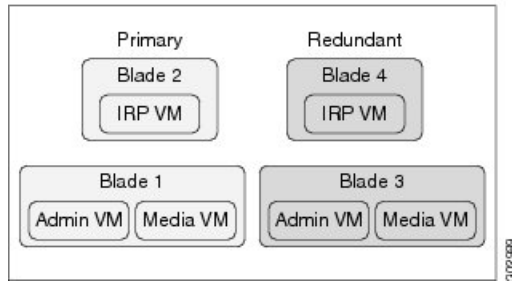 Primary
Redundant
Blade 2
IRP VM
Blade 4
IRP VM
Blade 1
Admin VM
Media VM
Blade 3
Admin VM
Media VM